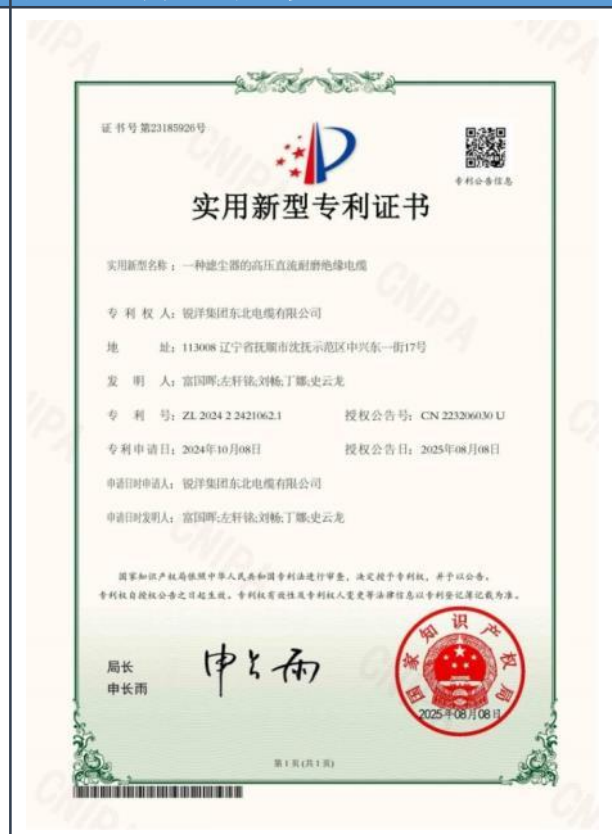 证书号第23185926号
专利公告信息
实用新型专利证书
实用新型名称：一种滤尘器的高压直流耐磨绝缘电缆
专利权人：锐洋集团东北电缆有限公司
地址：113008 辽宁省抚顺市沈抚示范区中兴东一街17号
发明人：富国晖;左轩铭;刘畅;丁娜;史云龙
专利号：ZL 2024 2 2421062.1 授权公告号：CN 223206030 U
专利申请日：2024年10月08日 授权公告日：2025年08月08日
申请日时申请人：锐洋集团东北电缆有限公司
申请日时发明人：富国晖;左轩铭;刘畅;丁娜;史云龙
国家知识产权局依照中华人民共和国专利法进行审查，决定授予专利权，并予以公告。
专利权自授权公告之日起生效。专利权有效性及专利权人变更等法律信息以专利登记簿记载为准。
局长
申长雨
申长雨
国家知识产权局
2025年08月08日
第1页(共1页)
CNIPA